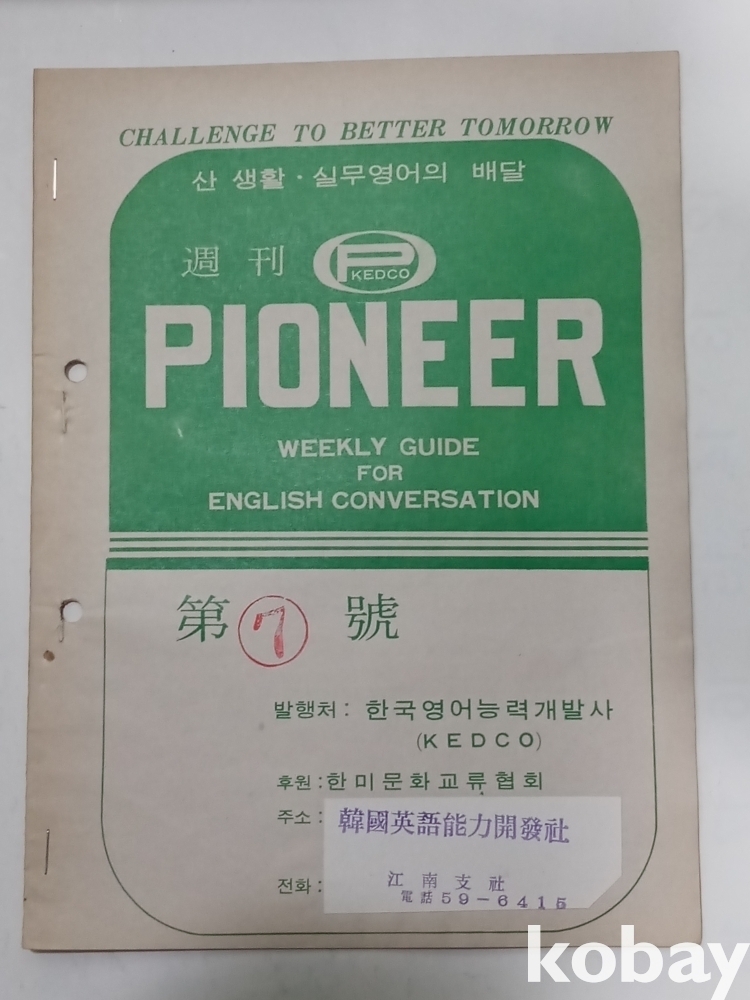 CHALLENGE TO BETTER TOMORROW
산 생활·실무영어의 배달
週刊
P
KEDCO
PIONEER
WEEKLY GUIDE
FOR
ENGLISH CONVERSATION
第 7 號
발행처: 한국영어능력개발사
(KEDCO)
후원:한미문화교류협회
주소:
韓國英語能力開發社
江南支社
전화:
電話 59-6415
kobay